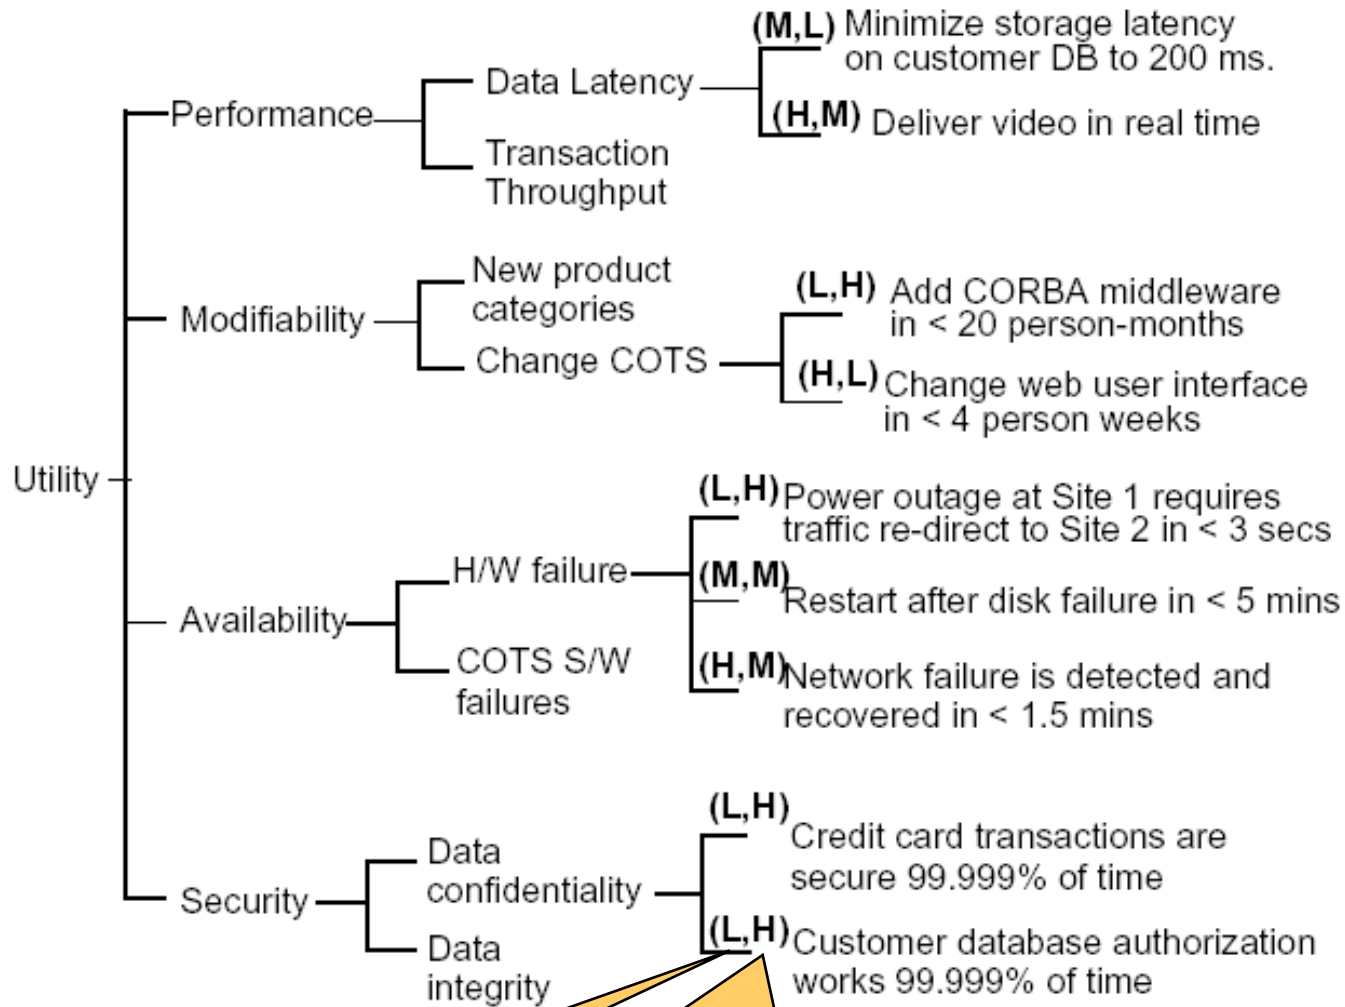 (M,L) Minimize storage latency
on customer DB to 200 ms.
Data Latency
(H,M) Deliver video in real time
Performance
Transaction
Throughput
New product
categories
(L,H) Add CORBA middleware
in < 20 person-months
Modifiability
Change COTS
(H,L) Change web user interface
in < 4 person weeks
Utility
(L,H) Power outage at Site 1 requires
traffic re-direct to Site 2 in < 3 secs
H/W failure
(M,M) Restart after disk failure in < 5 mins
Availability
COTS S/W
failures
(H,M) Network failure is detected and
recovered in < 1.5 mins
(L,H) Credit card transactions are
secure 99.999% of time
Data
confidentiality
Security
(L,H) Customer database authorization
works 99.999% of time
Data
integrity